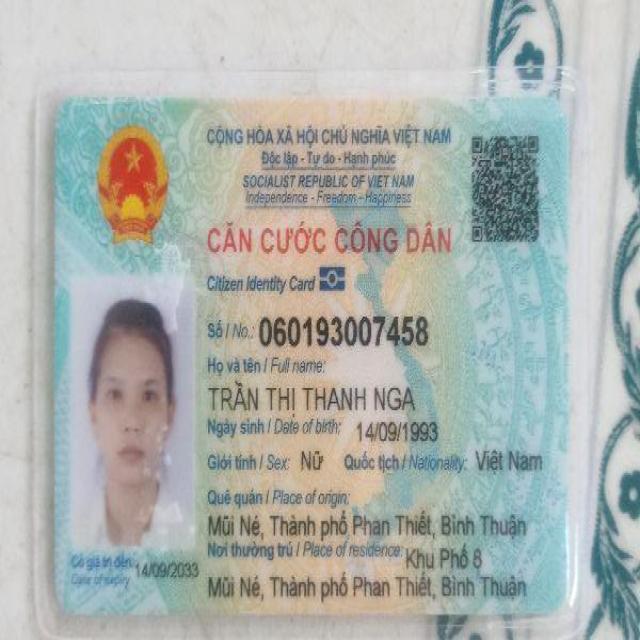 CỘNG HÒA XÃ HỘI CHỦ NGHĨA VIỆT NAM
Độc lập - Tự do - Hạnh phúc
SOCIALIST REPUBLIC OF VIET NAM
Independence - Freedom - Happiness
CĂN CƯỚC CÔNG DÂN
Citizen Identity Card
Số / No.: 060193007458
Họ và tên / Full name:
TRẦN THỊ THANH NGA
Ngày sinh / Date of birth: 14/09/1993
Giới tính / Sex: Nữ Quốc tịch / Nationality: Việt Nam
Quê quán / Place of origin:
Mũi Né, Thành phố Phan Thiết, Bình Thuận
Nơi thường trú / Place of residence: Khu Phố 8
Mũi Né, Thành phố Phan Thiết, Bình Thuận
Có giá trị đến: 14/09/2033
Date of expiry